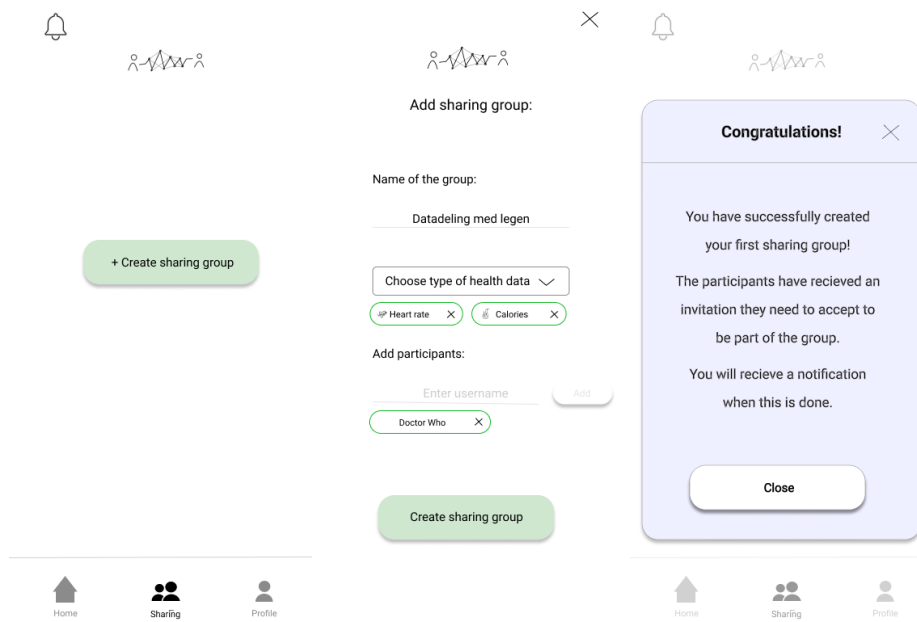 + Create sharing group
Home
Sharing
Profile
Add sharing group:
Name of the group:
Datadeling med legen
Choose type of health data
Heart rate
Calories
Add participants:
Enter username
Add
Doctor Who
Create sharing group
Congratulations!
You have successfully created
your first sharing group!
The participants have recieved an
invitation they need to accept to
be part of the group.
You will recieve a notification
when this is done.
Close
Home
Sharing
Profile